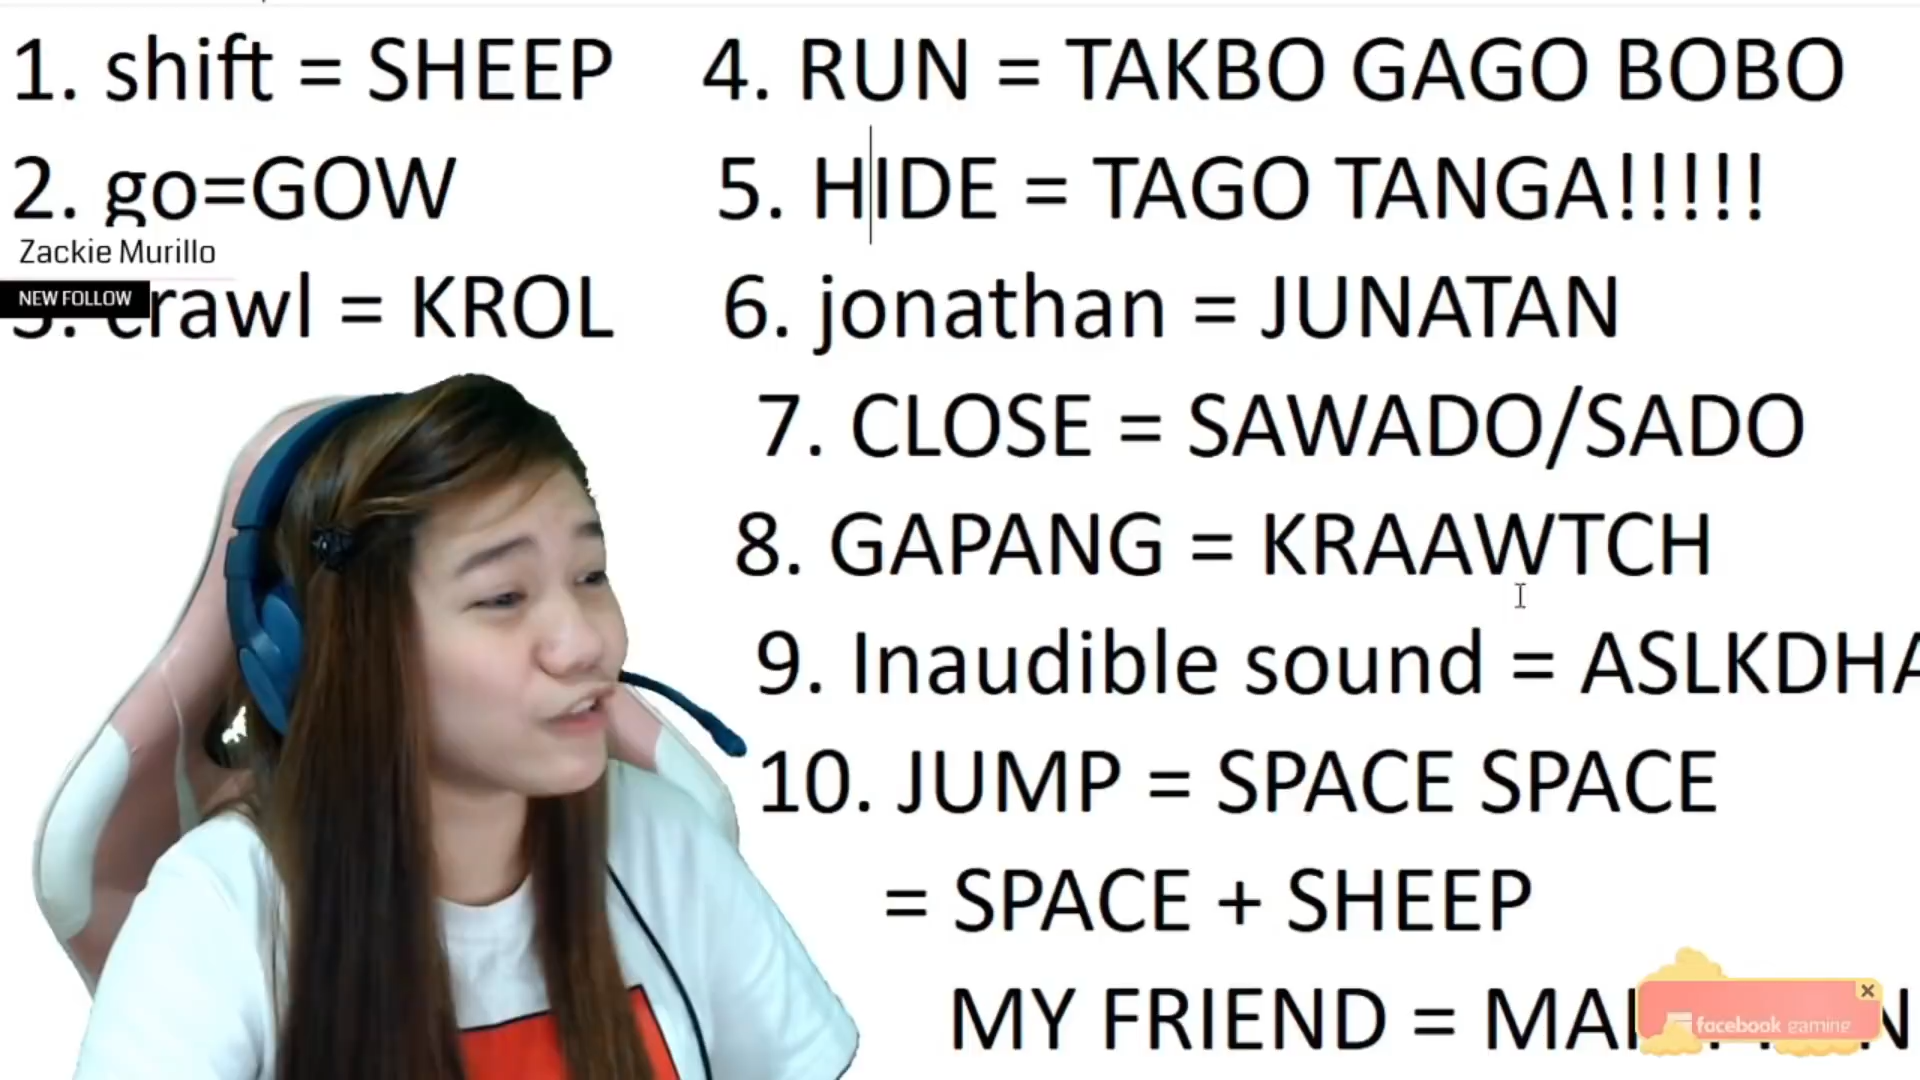 1. shift = SHEEP
2. go=GOW
Zackie Murillo
NEW FOLLOW
3. crawl = KROL
4. RUN = TAKBO GAGO BOBO
5. HIDE = TAGO TANGA!!!!!
6. jonathan = JUNATAN
7. CLOSE = SAWADO/SADO
8. GAPANG = KRAAWTCH
9. Inaudible sound = ASLKDHA
10. JUMP = SPACE SPACE
= SPACE + SHEEP
MY FRIEND =
facebook gaming